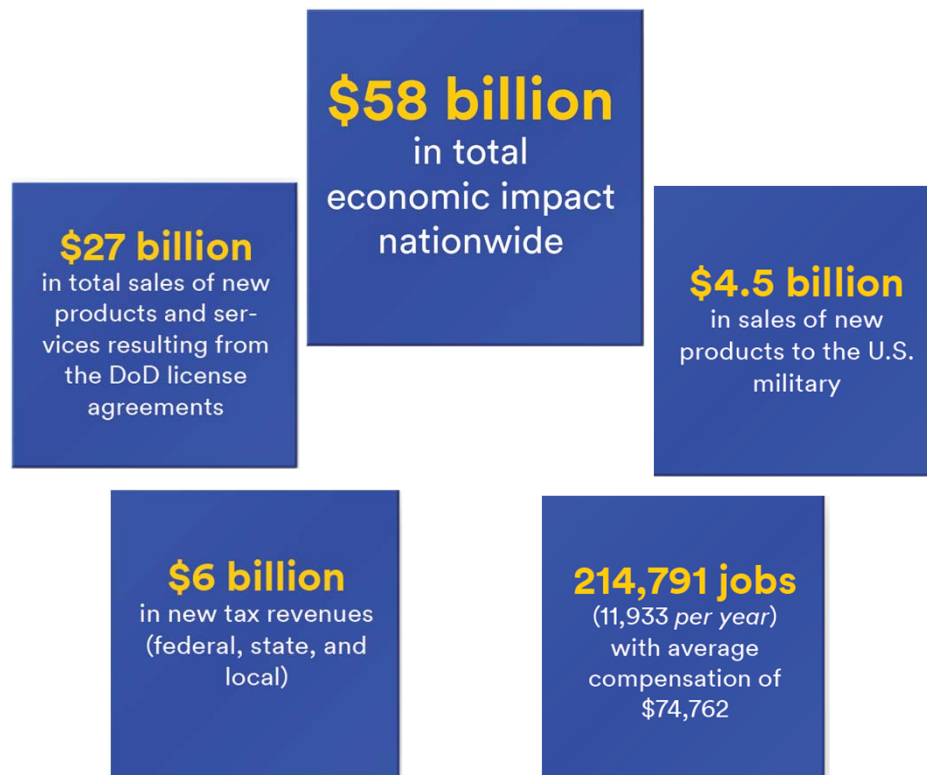 $58 billion
in total
economic impact
nationwide
$27 billion
in total sales of new
products and ser-
vices resulting from
the DoD license
agreements
$4.5 billion
in sales of new
products to the U.S.
military
$6 billion
in new tax revenues
(federal, state, and
local)
214,791 jobs
(11,933 per year)
with average
compensation of
$74,762